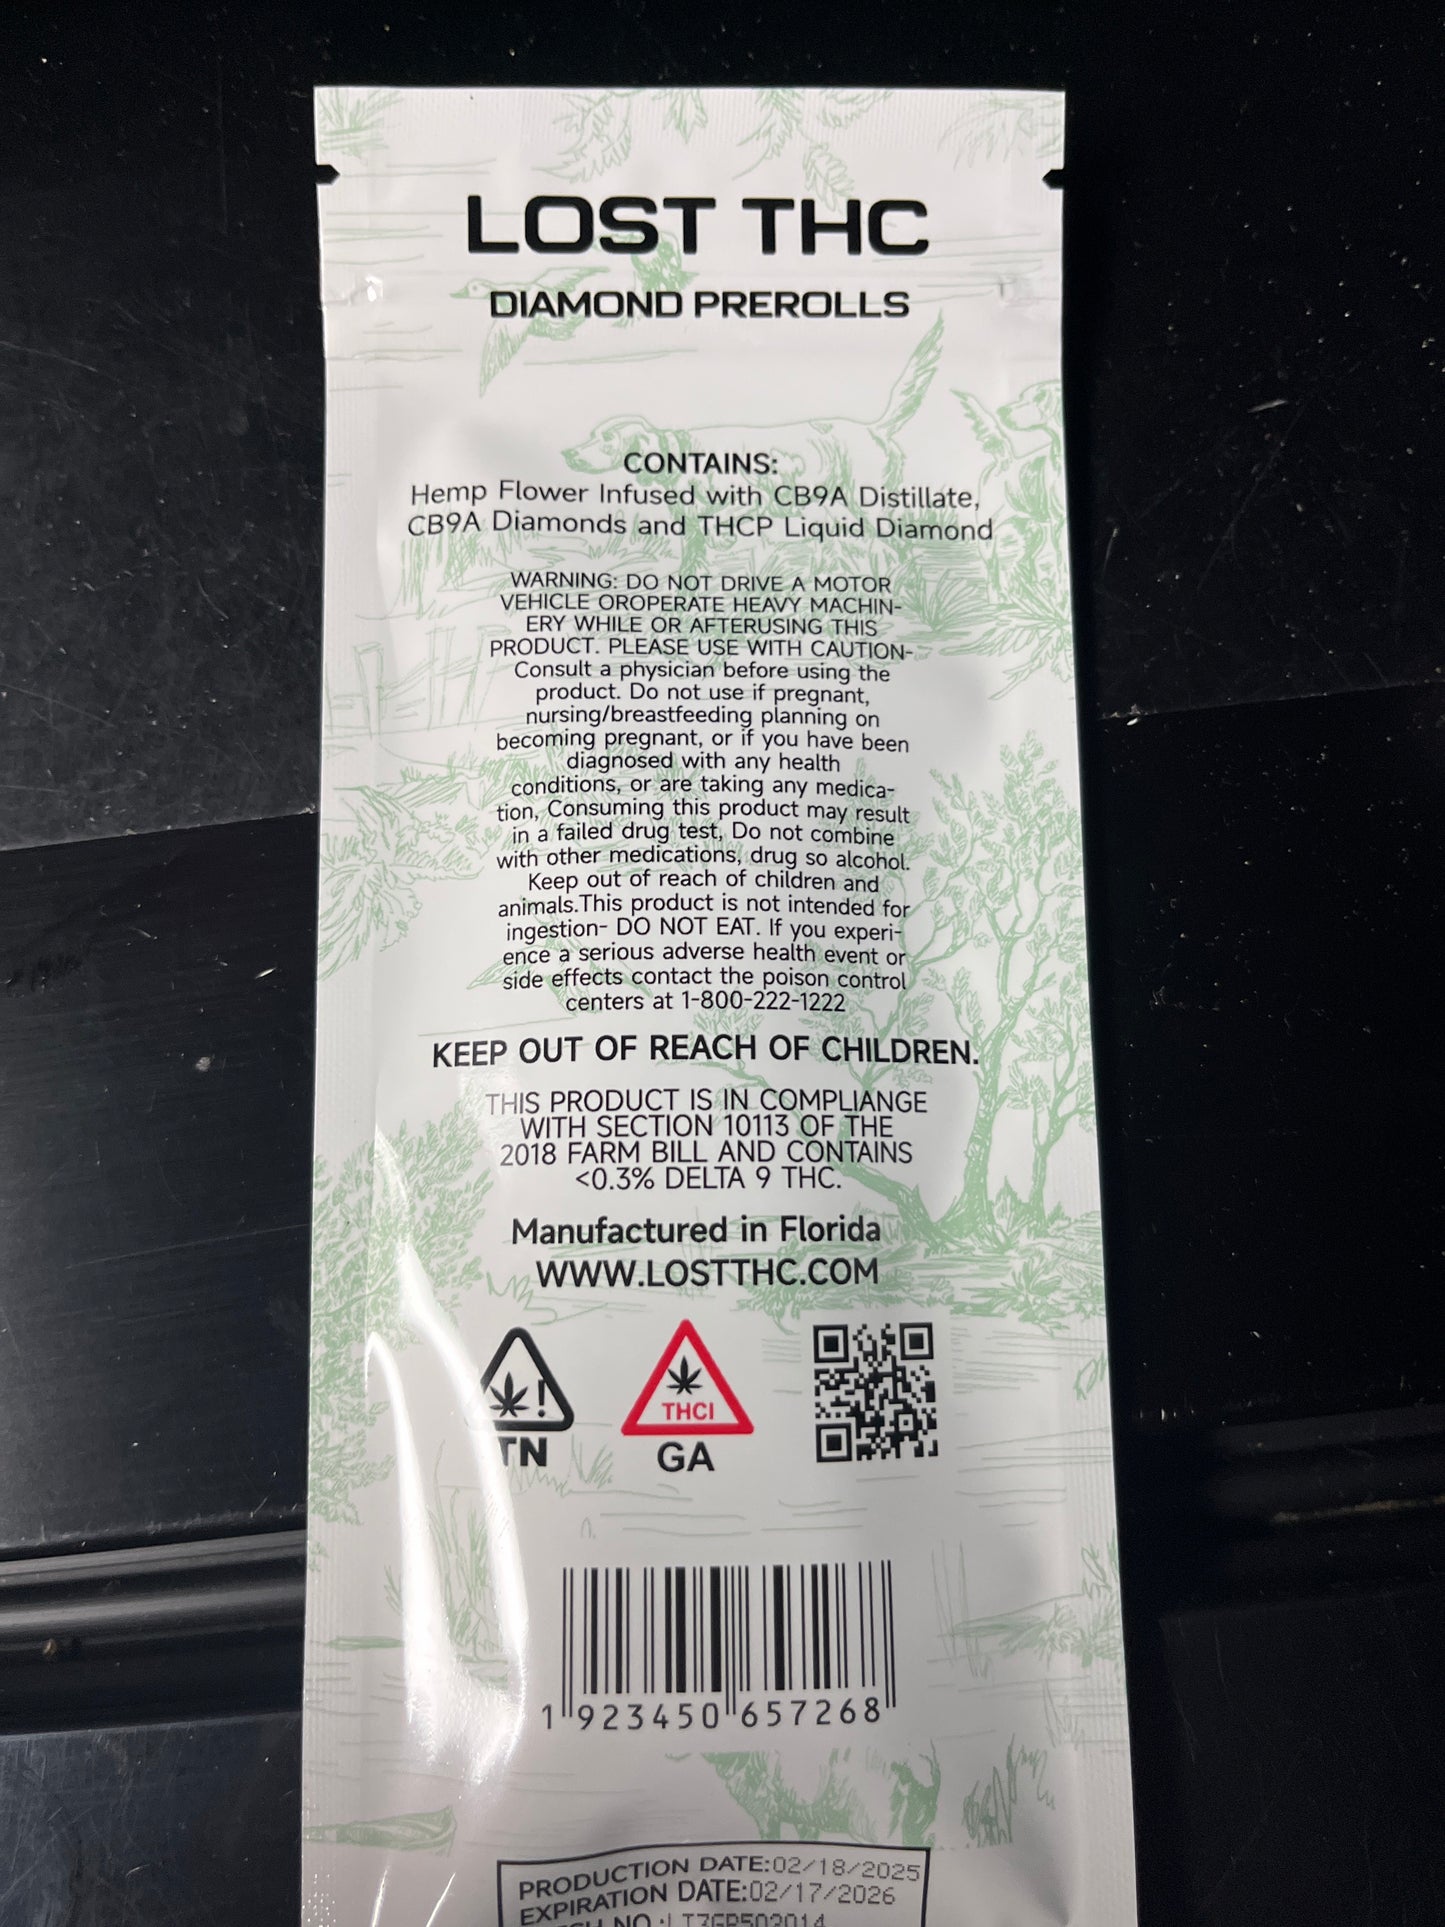 LOST THC
DIAMOND PREROLLS
CONTAINS:
Hemp Flower Infused with CB9A Distillate,
CB9A Diamonds and THCP Liquid Diamond
WARNING: DO NOT DRIVE A MOTOR
VEHICLE OROPERATE HEAVY MACHIN-
ERY WHILE OR AFTERUSING THIS
PRODUCT. PLEASE USE WITH CAUTION-
Consult a physician before using the
product. Do not use if pregnant,
nursing/breastfeeding planning on
becoming pregnant, or if you have been
diagnosed with any health
conditions, or are taking any medica-
tion, Consuming this product may result
in a failed drug test, Do not combine
with other medications, drug so alcohol.
Keep out of reach of children and
animals.This product is not intended for
ingestion- DO NOT EAT. If you experi-
ence a serious adverse health event or
side effects contact the poison control
centers at 1-800-222-1222
KEEP OUT OF REACH OF CHILDREN.
THIS PRODUCT IS IN COMPLIANGE
WITH SECTION 10113 OF THE
2018 FARM BILL AND CONTAINS
<0.3% DELTA 9 THC.
Manufactured in Florida
WWW.LOSTTHC.COM
!
TN
THCI
GA
1 923450 657268
PRODUCTION DATE:02/18/2025
EXPIRATION DATE:02/17/2026
NO.: